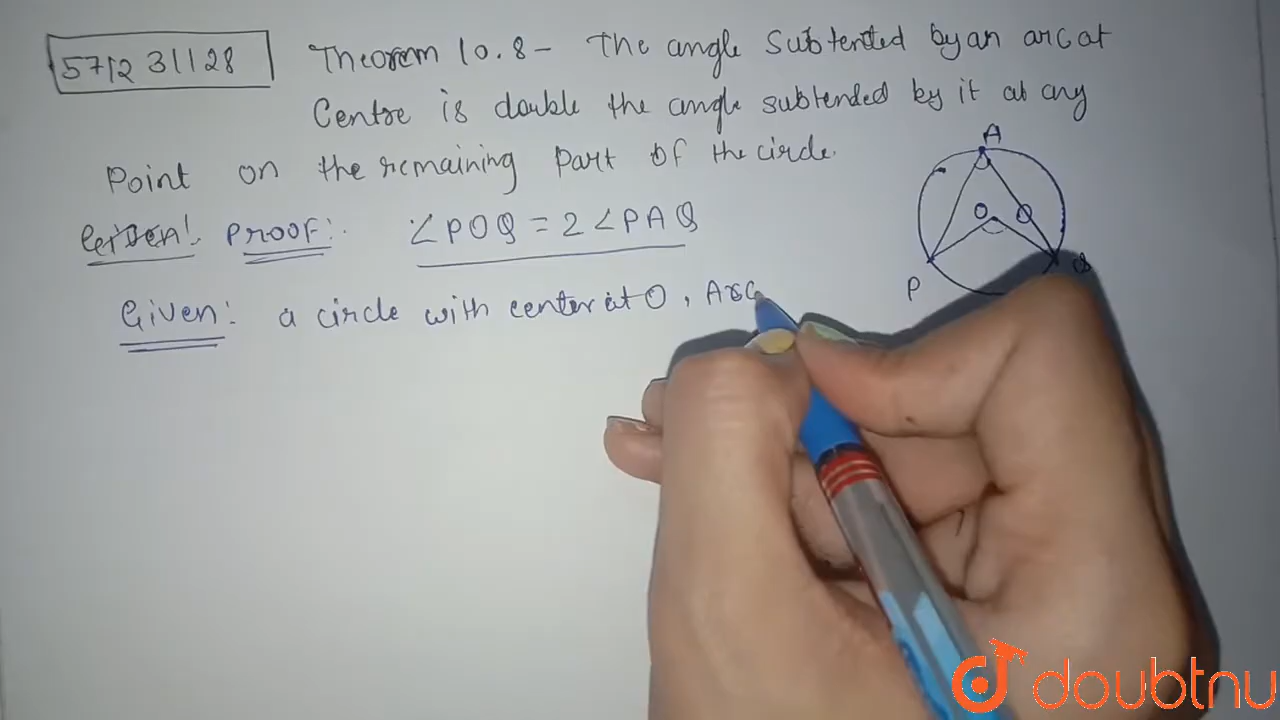 571231128
Theorem 10.8- The angle subtended by an arc at
Centre is double the angle subtended by it at any
Point on the remaining part of the circle.
Given! Proof:- ∠POQ = 2∠PAQ
Given: a circle with center at O, Arc
A
O
P
Q
doubtnut